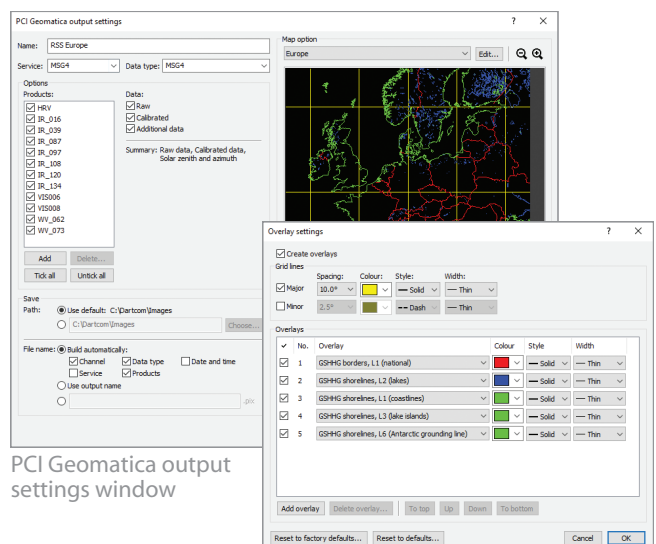 PCI Geomatica output settings ? ×
Name: RSS Europe
Service: MSG4 Data type: MSG4
Options
Products:
HRV
IR_016
IR_039
IR_087
IR_097
IR_108
IR_120
IR_134
VIS006
VIS008
WV_062
WV_073
Add Delete...
Tick all Untick all
Data:
Raw
Calibrated
Additional data
Summary: Raw data, Calibrated data,
Solar zenith and azimuth
Save
Path: Use default: C:\Dartcom\Images
C:\Dartcom\Images Choose...
File name: Build automatically:
Channel Data type Date and time
Service Products
Use output name
.pix
Map option
Europe Edit...
PCI Geomatica output
settings window
Overlay settings ? ×
Create overlays
Grid lines
Spacing: Colour: Style: Width:
Major 10.0° Solid Thin
Minor 2.5° Dash Thin
Overlays
No. Overlay Colour Style Width
1 GSHHG borders, L1 (national) Solid Thin
2 GSHHG shorelines, L2 (lakes) Solid Thin
3 GSHHG shorelines, L1 (coastlines) Solid Thin
4 GSHHG shorelines, L3 (lake islands) Solid Thin
5 GSHHG shorelines, L6 (Antarctic grounding line) Solid Thin
Add overlay Delete overlay... To top Up Down To bottom
Reset to factory defaults... Reset to defaults... Cancel OK